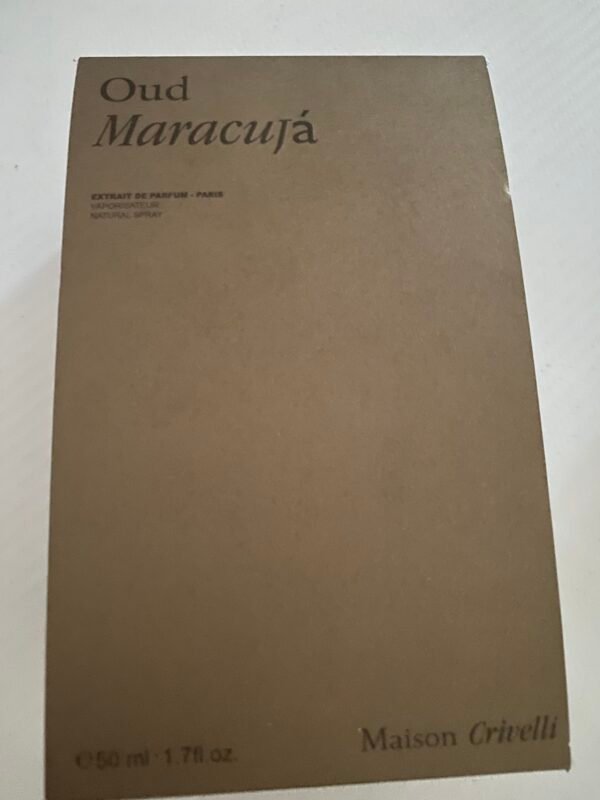 Oud
Maracujá
EXTRAIT DE PARFUM - PARIS
VAPORISATEUR
NATURAL SPRAY
℮50 ml · 1.7fl.oz.
Maison Crivelli